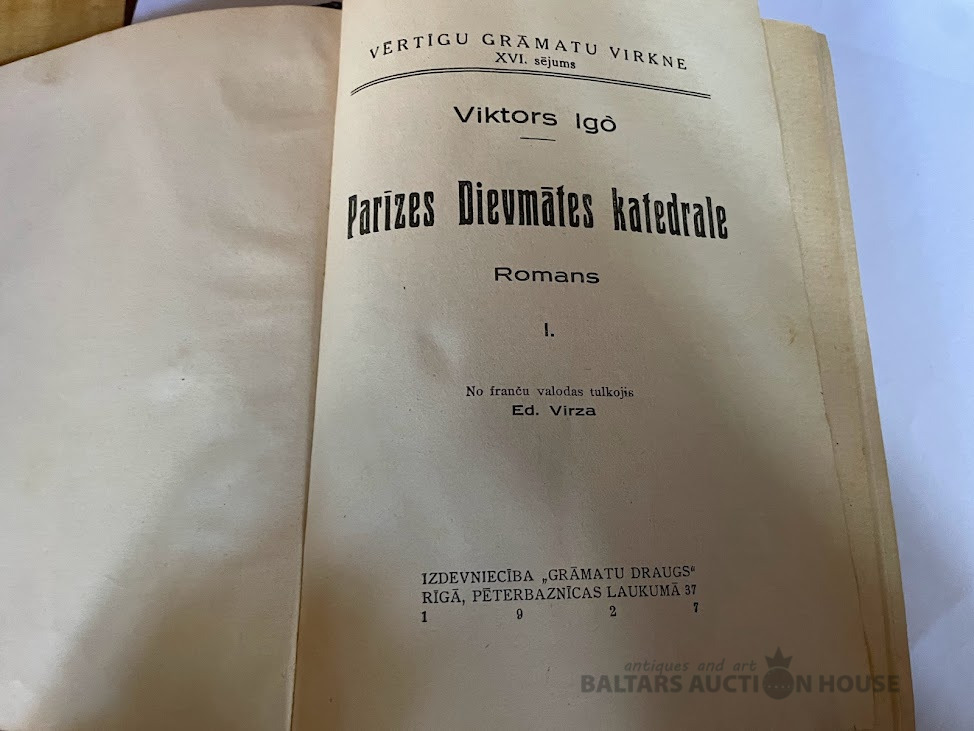 VĒRTĪGU GRĀMATU VIRKNE
XVI. sējums
Viktors Igô
Parīzes Dievmātes katedrale
Romans
I.
No franču valodas tulkojis
Ed. Virza
IZDEVNIECĪBA „GRĀMATU DRAUGS“
RĪGĀ, PĒTERBAZNĪCAS LAUKUMĀ 37
1 9 2 7
antiques and art
BALTARS AUCTION HOUSE